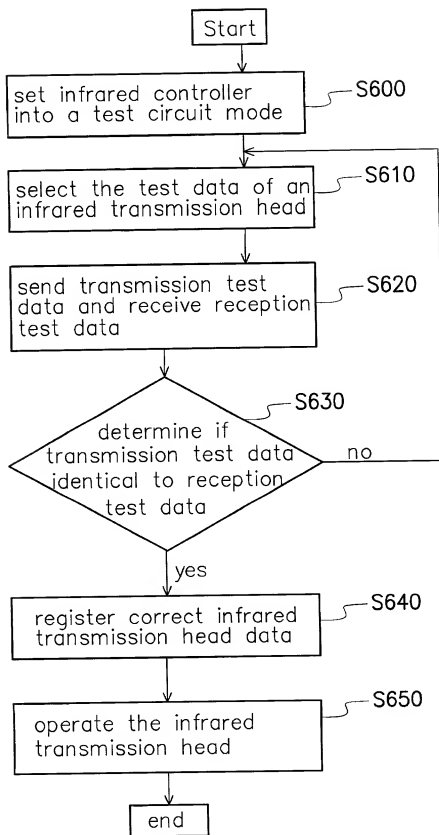 Start
set infrared controller
into a test circuit mode
S600
select the test data of an
infrared transmission head
S610
send transmission test
data and receive reception
test data
S620
determine if
transmission test data
identical to reception
test data
S630
no
yes
register correct infrared
transmission head data
S640
operate the infrared
transmission head
S650
end